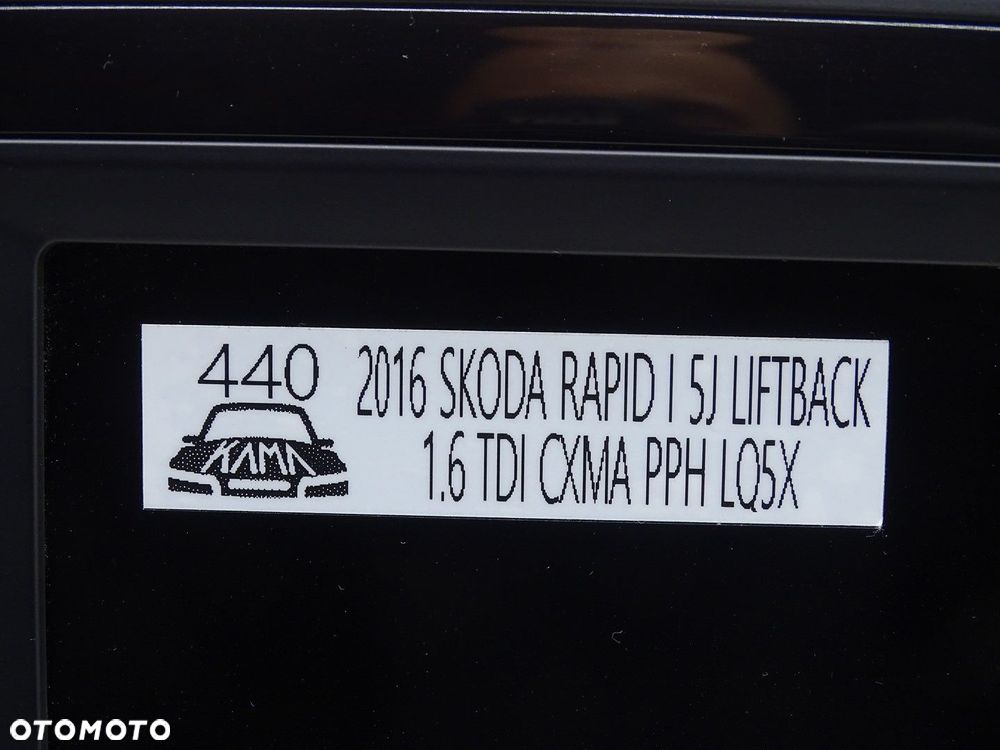 440
KAMA
2016 SKODA RAPID I 5J LIFTBACK
1.6 TDI CXMA PPH LQ5X
OTOMOTO